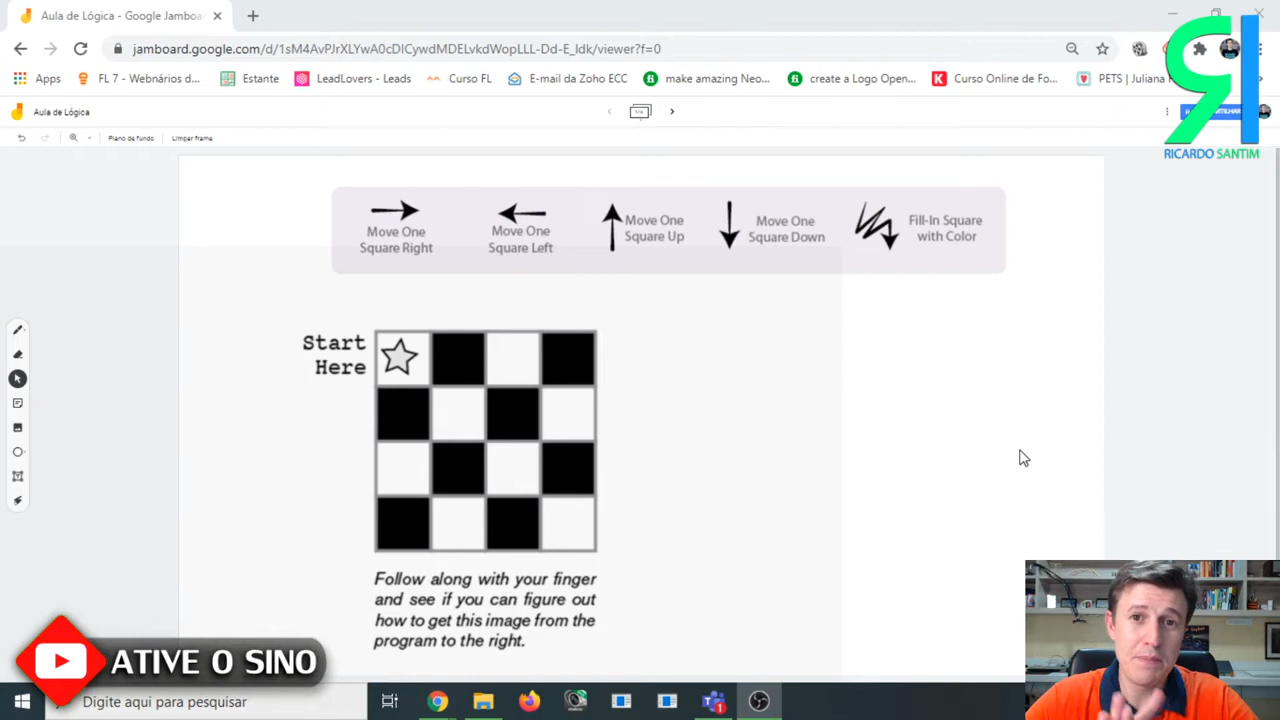 Aula de Lógica - Google Jamboa
jamboard.google.com/d/1sM4AvPJrXLYwA0cDlCywdMDELvkdWopLLL-Dd-E_Idk/viewer?f=0
Apps FL 7 - Webnários d... Estante LeadLovers - Leads Curso FL E-mail da Zoho ECC make amazing Neo... create a Logo Open... Curso Online de Fo... PETS | Juliana
Aula de Lógica
Plano de fundo Limpar frame
RICARDO SANTIM
Move One
Square Right
Move One
Square Left
Move One
Square Up
Move One
Square Down
Fill-In Square
with Color
Start
Here
Follow along with your finger
and see if you can figure out
how to get this image from the
program to the right.
ATIVE O SINO
Digite aqui para pesquisar
1